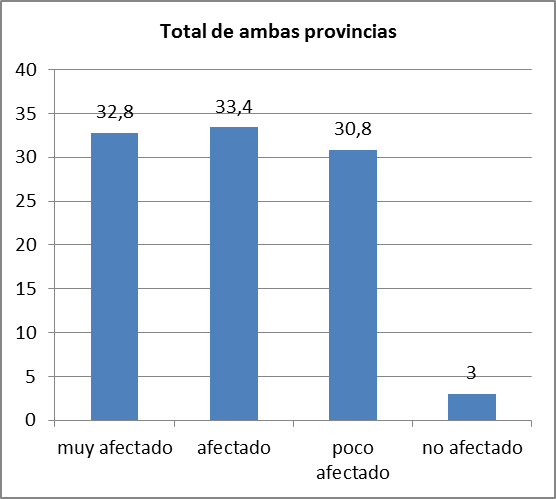 Total de ambas provincias
40
35
30
25
20
15
10
5
0
32,8
33,4
30,8
3
muy afectado
afectado
poco
afectado
no afectado